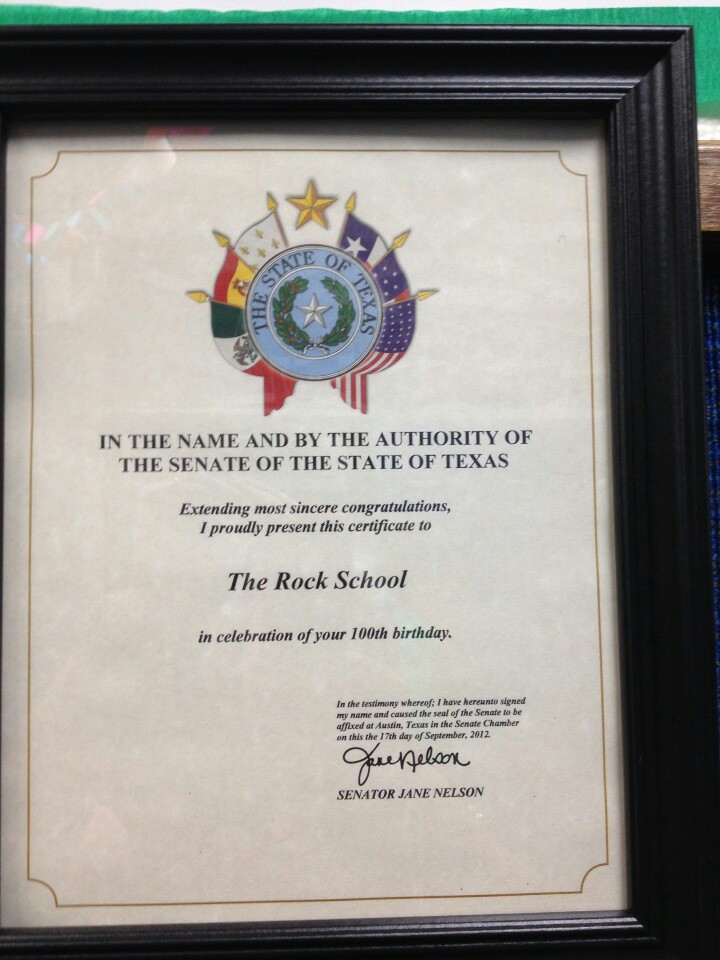 THE STATE OF TEXAS
IN THE NAME AND BY THE AUTHORITY OF
THE SENATE OF THE STATE OF TEXAS
Extending most sincere congratulations,
I proudly present this certificate to
The Rock School
in celebration of your 100th birthday.
In the testimony whereof; I have hereunto signed
my name and caused the seal of the Senate to be
affixed at Austin, Texas in the Senate Chamber
on this the 17th day of September, 2012.
Jane Nelson
SENATOR JANE NELSON